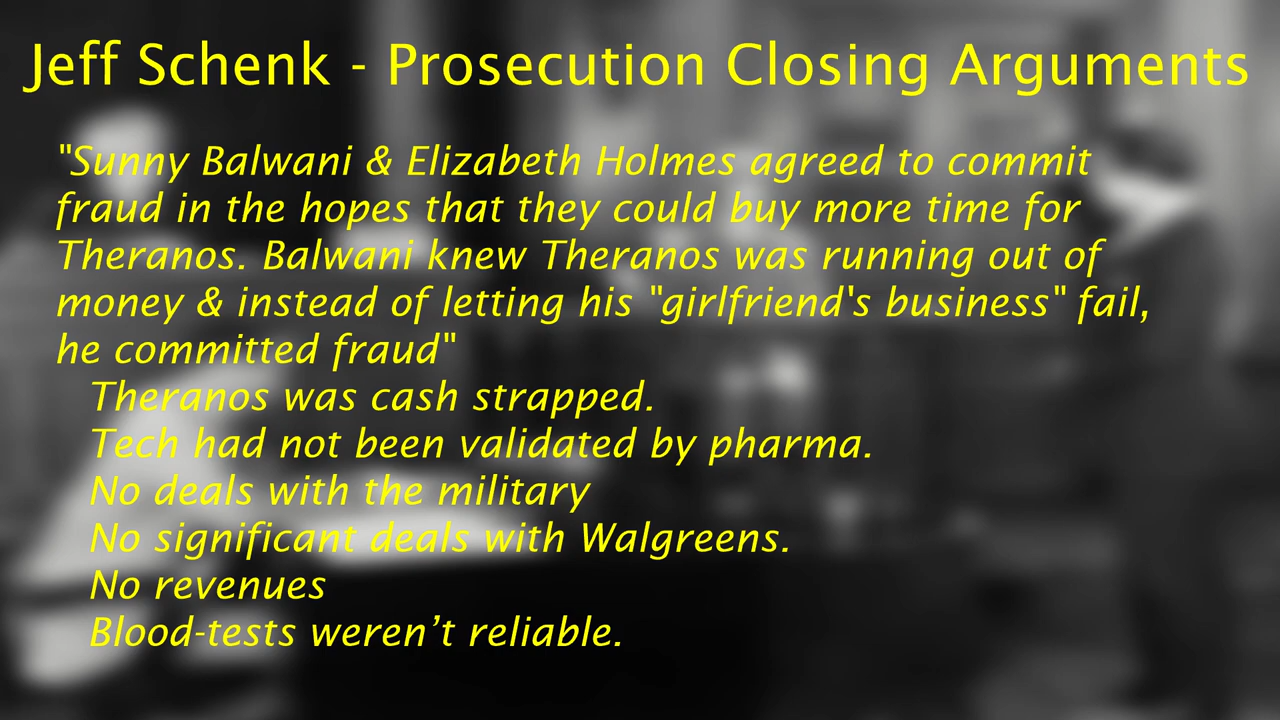 Jeff Schenk - Prosecution Closing Arguments
"Sunny Balwani & Elizabeth Holmes agreed to commit
fraud in the hopes that they could buy more time for
Theranos. Balwani knew Theranos was running out of
money & instead of letting his "girlfriend's business" fail,
he committed fraud"
Theranos was cash strapped.
Tech had not been validated by pharma.
No deals with the military
No significant deals with Walgreens.
No revenues
Blood-tests weren’t reliable.